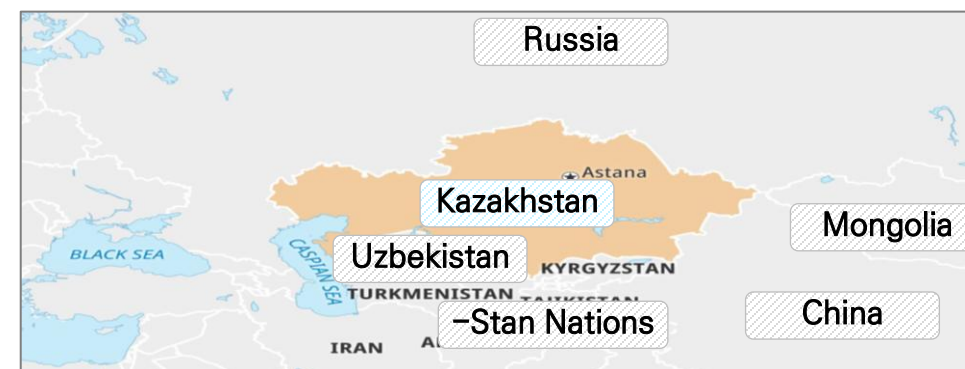 Russia
Astana
Kazakhstan
Mongolia
BLACK SEA
CASPIAN SEA
Uzbekistan
KYRGYZSTAN
TURKMENISTAN
-Stan Nations
China
IRAN